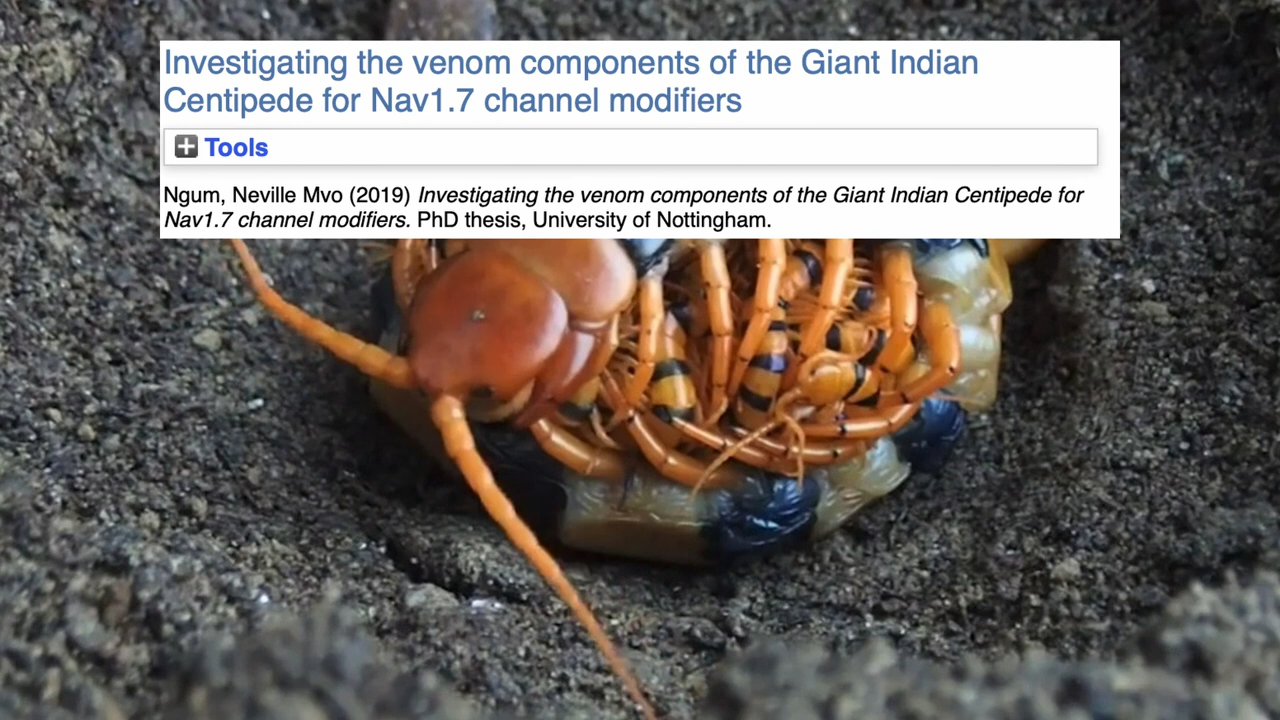 Investigating the venom components of the Giant Indian
Centipede for Nav1.7 channel modifiers
Tools
Ngum, Neville Mvo (2019) Investigating the venom components of the Giant Indian Centipede for
Nav1.7 channel modifiers. PhD thesis, University of Nottingham.